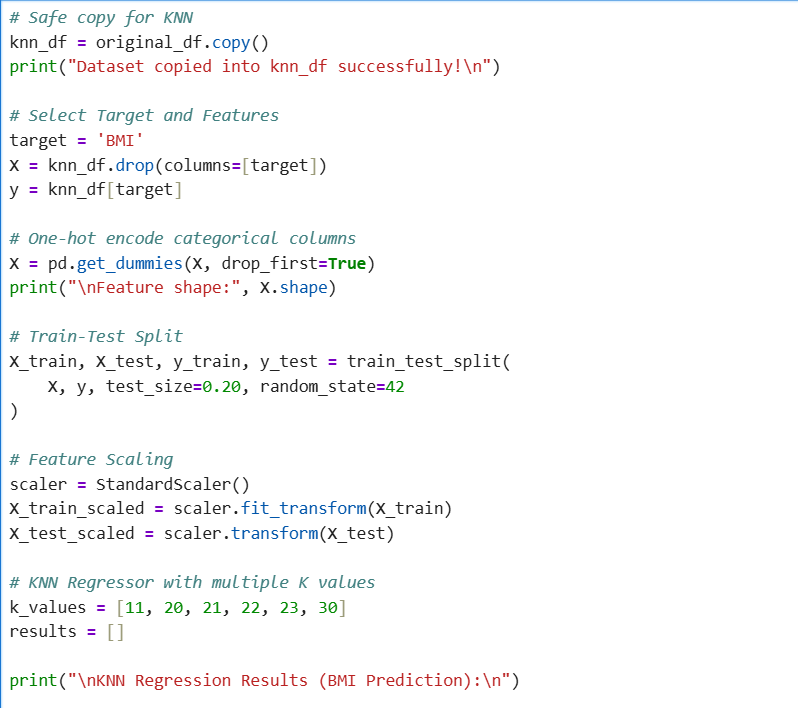 # Safe copy for KNN
knn_df = original_df.copy()
print("Dataset copied into knn_df successfully!\n")

# Select Target and Features
target = 'BMI'
X = knn_df.drop(columns=[target])
y = knn_df[target]

# One-hot encode categorical columns
X = pd.get_dummies(X, drop_first=True)
print("\nFeature shape:", X.shape)

# Train-Test Split
X_train, X_test, y_train, y_test = train_test_split(
    X, y, test_size=0.20, random_state=42
)

# Feature Scaling
scaler = StandardScaler()
X_train_scaled = scaler.fit_transform(X_train)
X_test_scaled = scaler.transform(X_test)

# KNN Regressor with multiple K values
k_values = [11, 20, 21, 22, 23, 30]
results = []

print("\nKNN Regression Results (BMI Prediction):\n")